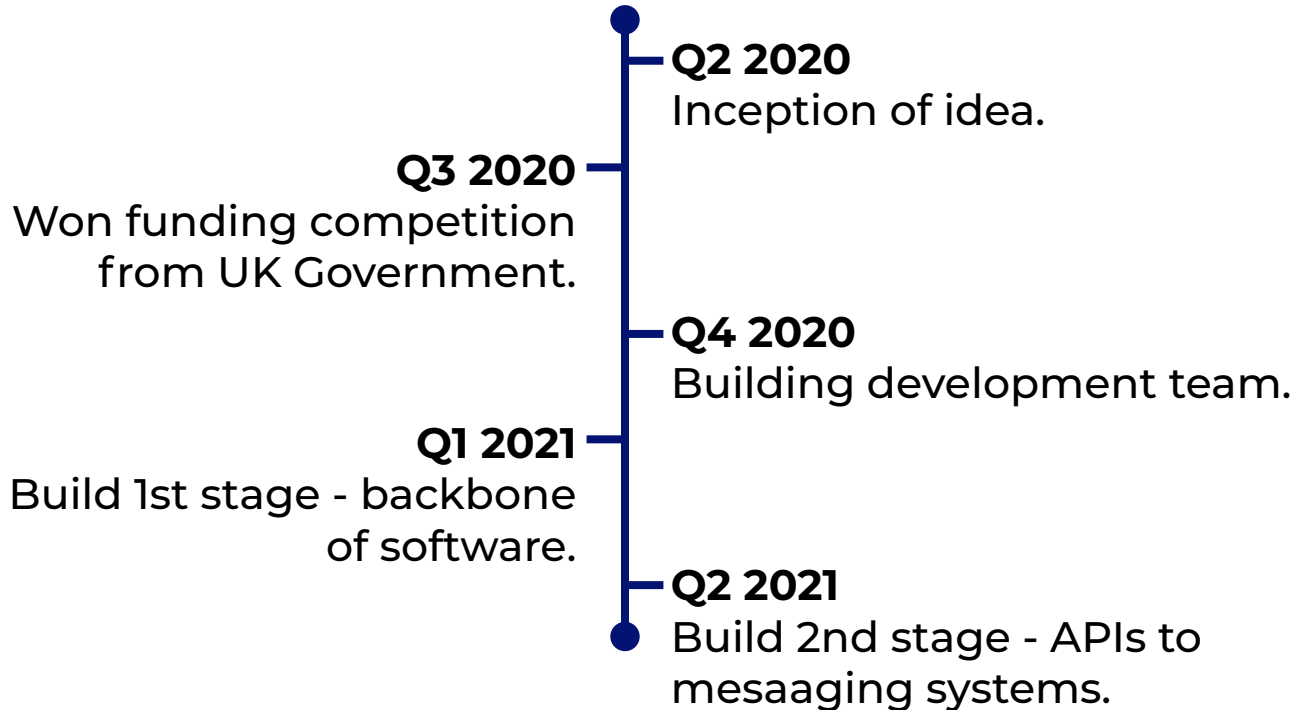 Q2 2020
Inception of idea.
Q3 2020
Won funding competition
from UK Government.
Q4 2020
Building development team.
Q1 2021
Build 1st stage - backbone
of software.
Q2 2021
Build 2nd stage - APIs to
mesaaging systems.